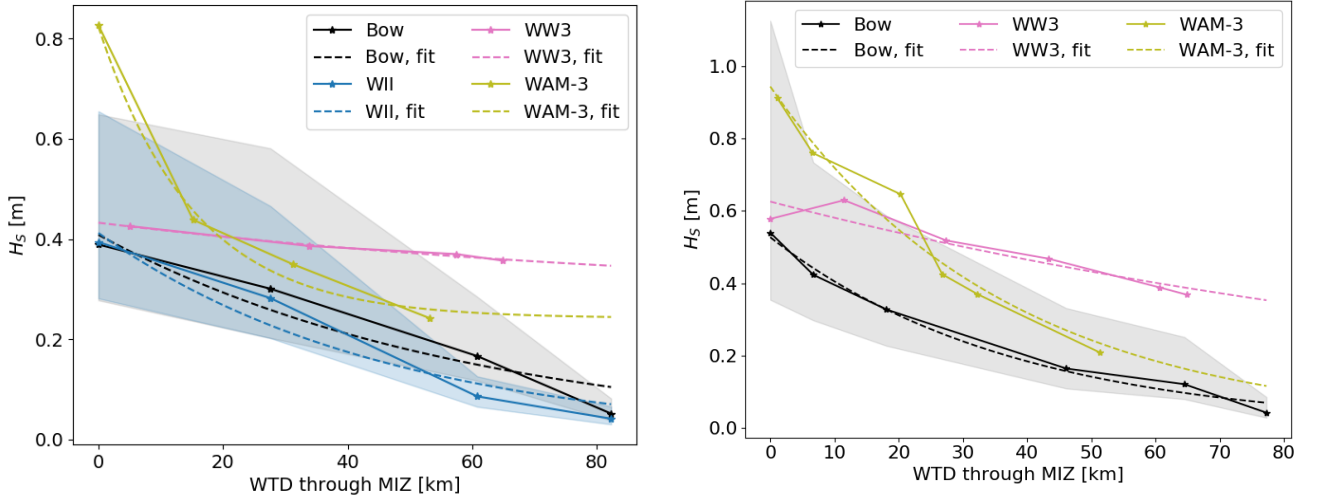 0.8
0.6
0.4
0.2
0.0
H_S [m]
Bow
Bow, fit
WII
WII, fit
WW3
WW3, fit
WAM-3
WAM-3, fit
0 20 40 60 80
WTD through MIZ [km]
1.0
0.8
0.6
0.4
0.2
0.0
H_S [m]
Bow WW3 WAM-3
Bow, fit WW3, fit WAM-3, fit
0 10 20 30 40 50 60 70 80
WTD through MIZ [km]